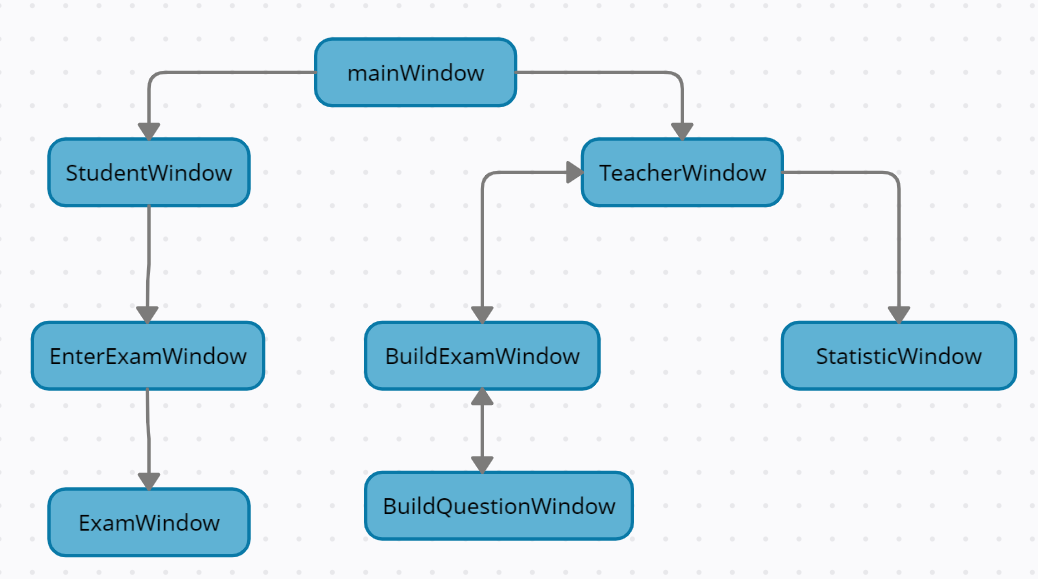 mainWindow
StudentWindow
TeacherWindow
EnterExamWindow
BuildExamWindow
StatisticWindow
BuildQuestionWindow
ExamWindow